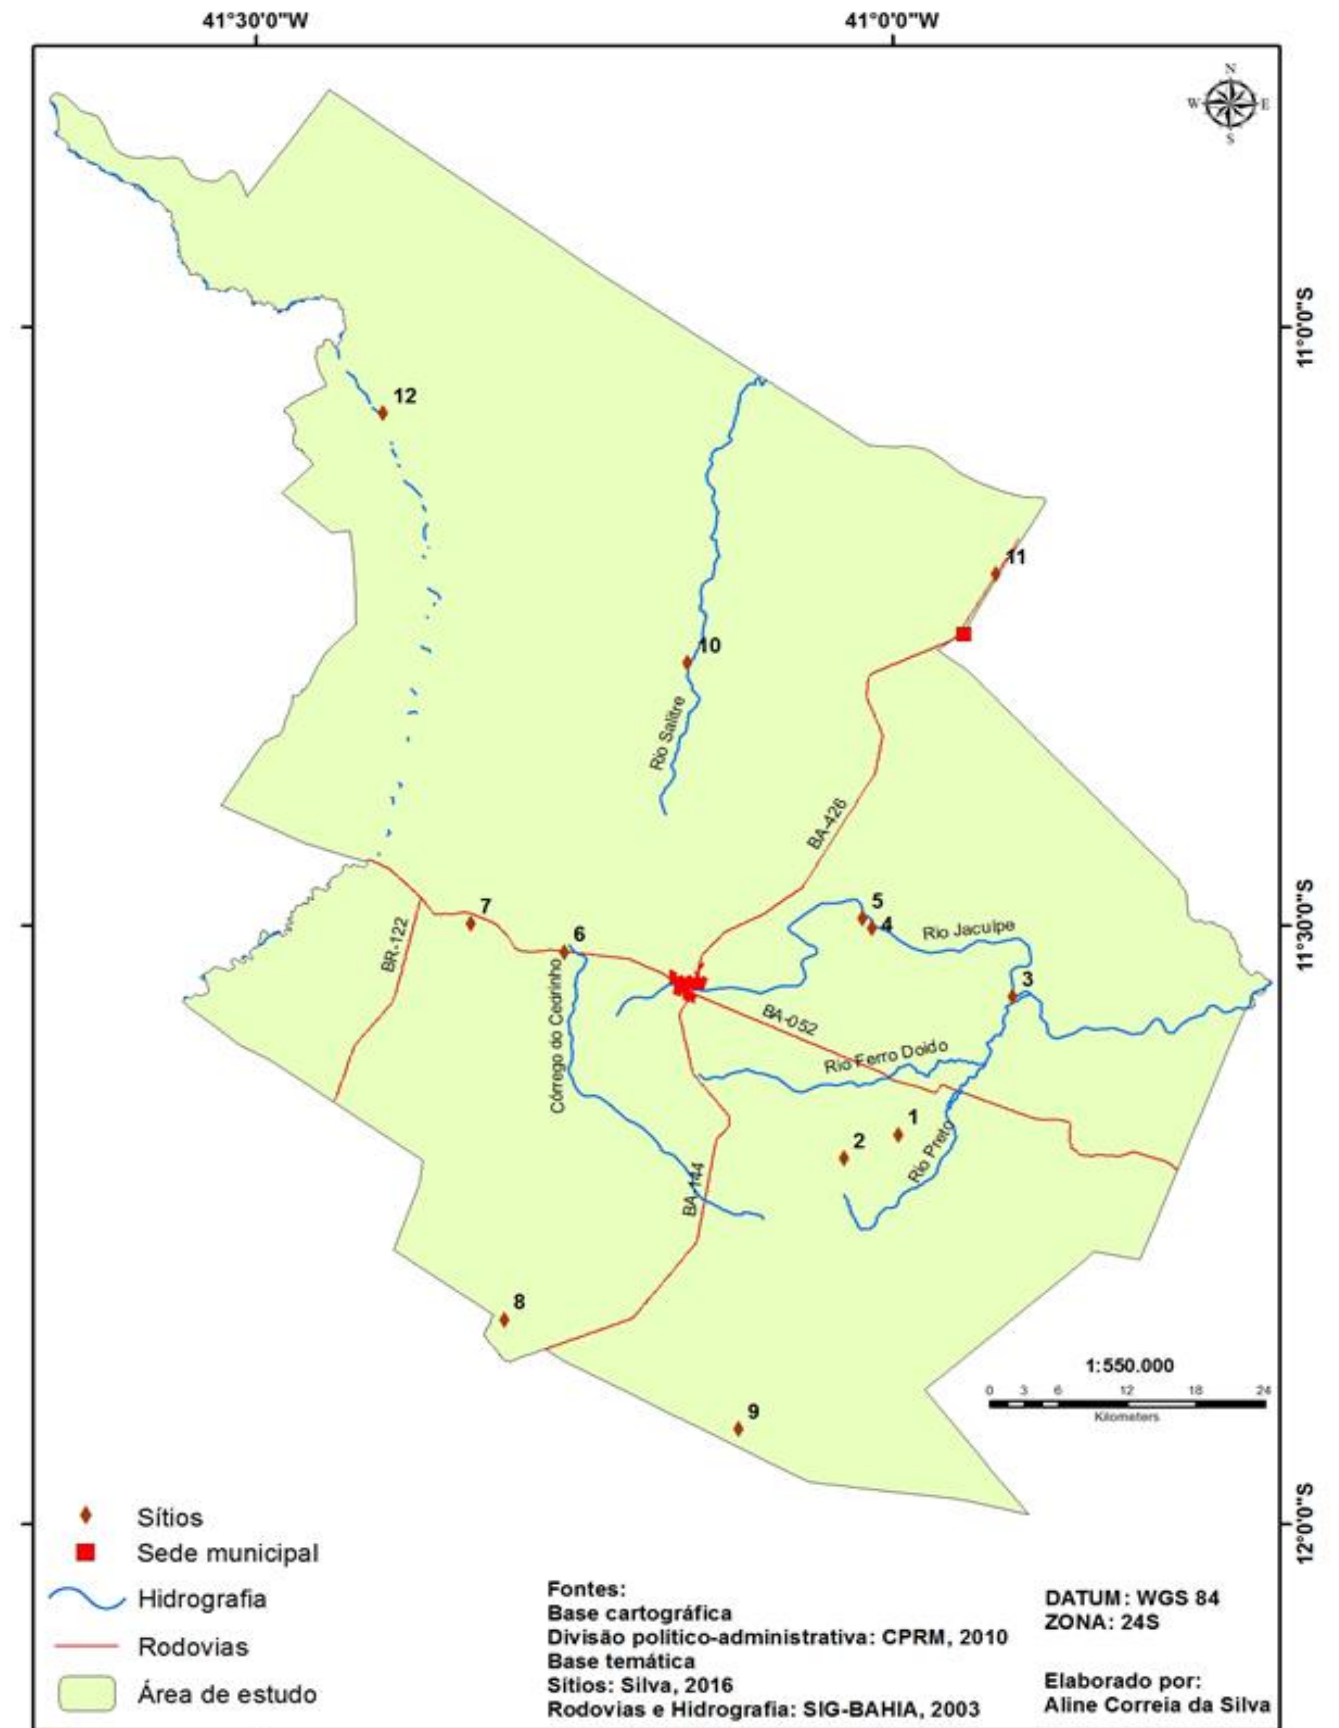 41°30'0"W
41°0'0"W
N
W
E
S
11°0'0"S
12
11
10
Rio Salitre
BA-426
5
4
Rio Jacuípe
11°30'0"S
7
6
BR-122
Córrego do Cedrinho
3
BA-052
Rio Ferro Doido
1
2
Rio Preto
BA-144
8
1:550.000
0 3 6 12 18 24
Kilometers
9
12°0'0"S
Sítios
Sede municipal
Hidrografia
Rodovias
Área de estudo
Fontes:
Base cartográfica
Divisão político-administrativa: CPRM, 2010
Base temática
Sítios: Silva, 2016
Rodovias e Hidrografia: SIG-BAHIA, 2003
DATUM: WGS 84
ZONA: 24S
Elaborado por:
Aline Correia da Silva